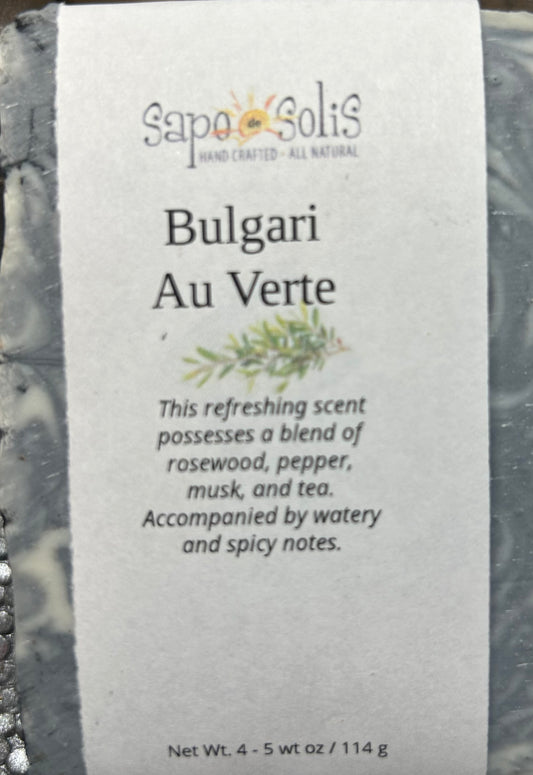 Sapo de Solis
HAND CRAFTED - ALL NATURAL
Bulgari
Au Verte
This refreshing scent
possesses a blend of
rosewood, pepper,
musk, and tea.
Accompanied by watery
and spicy notes.
Net Wt. 4 - 5 wt oz / 114 g